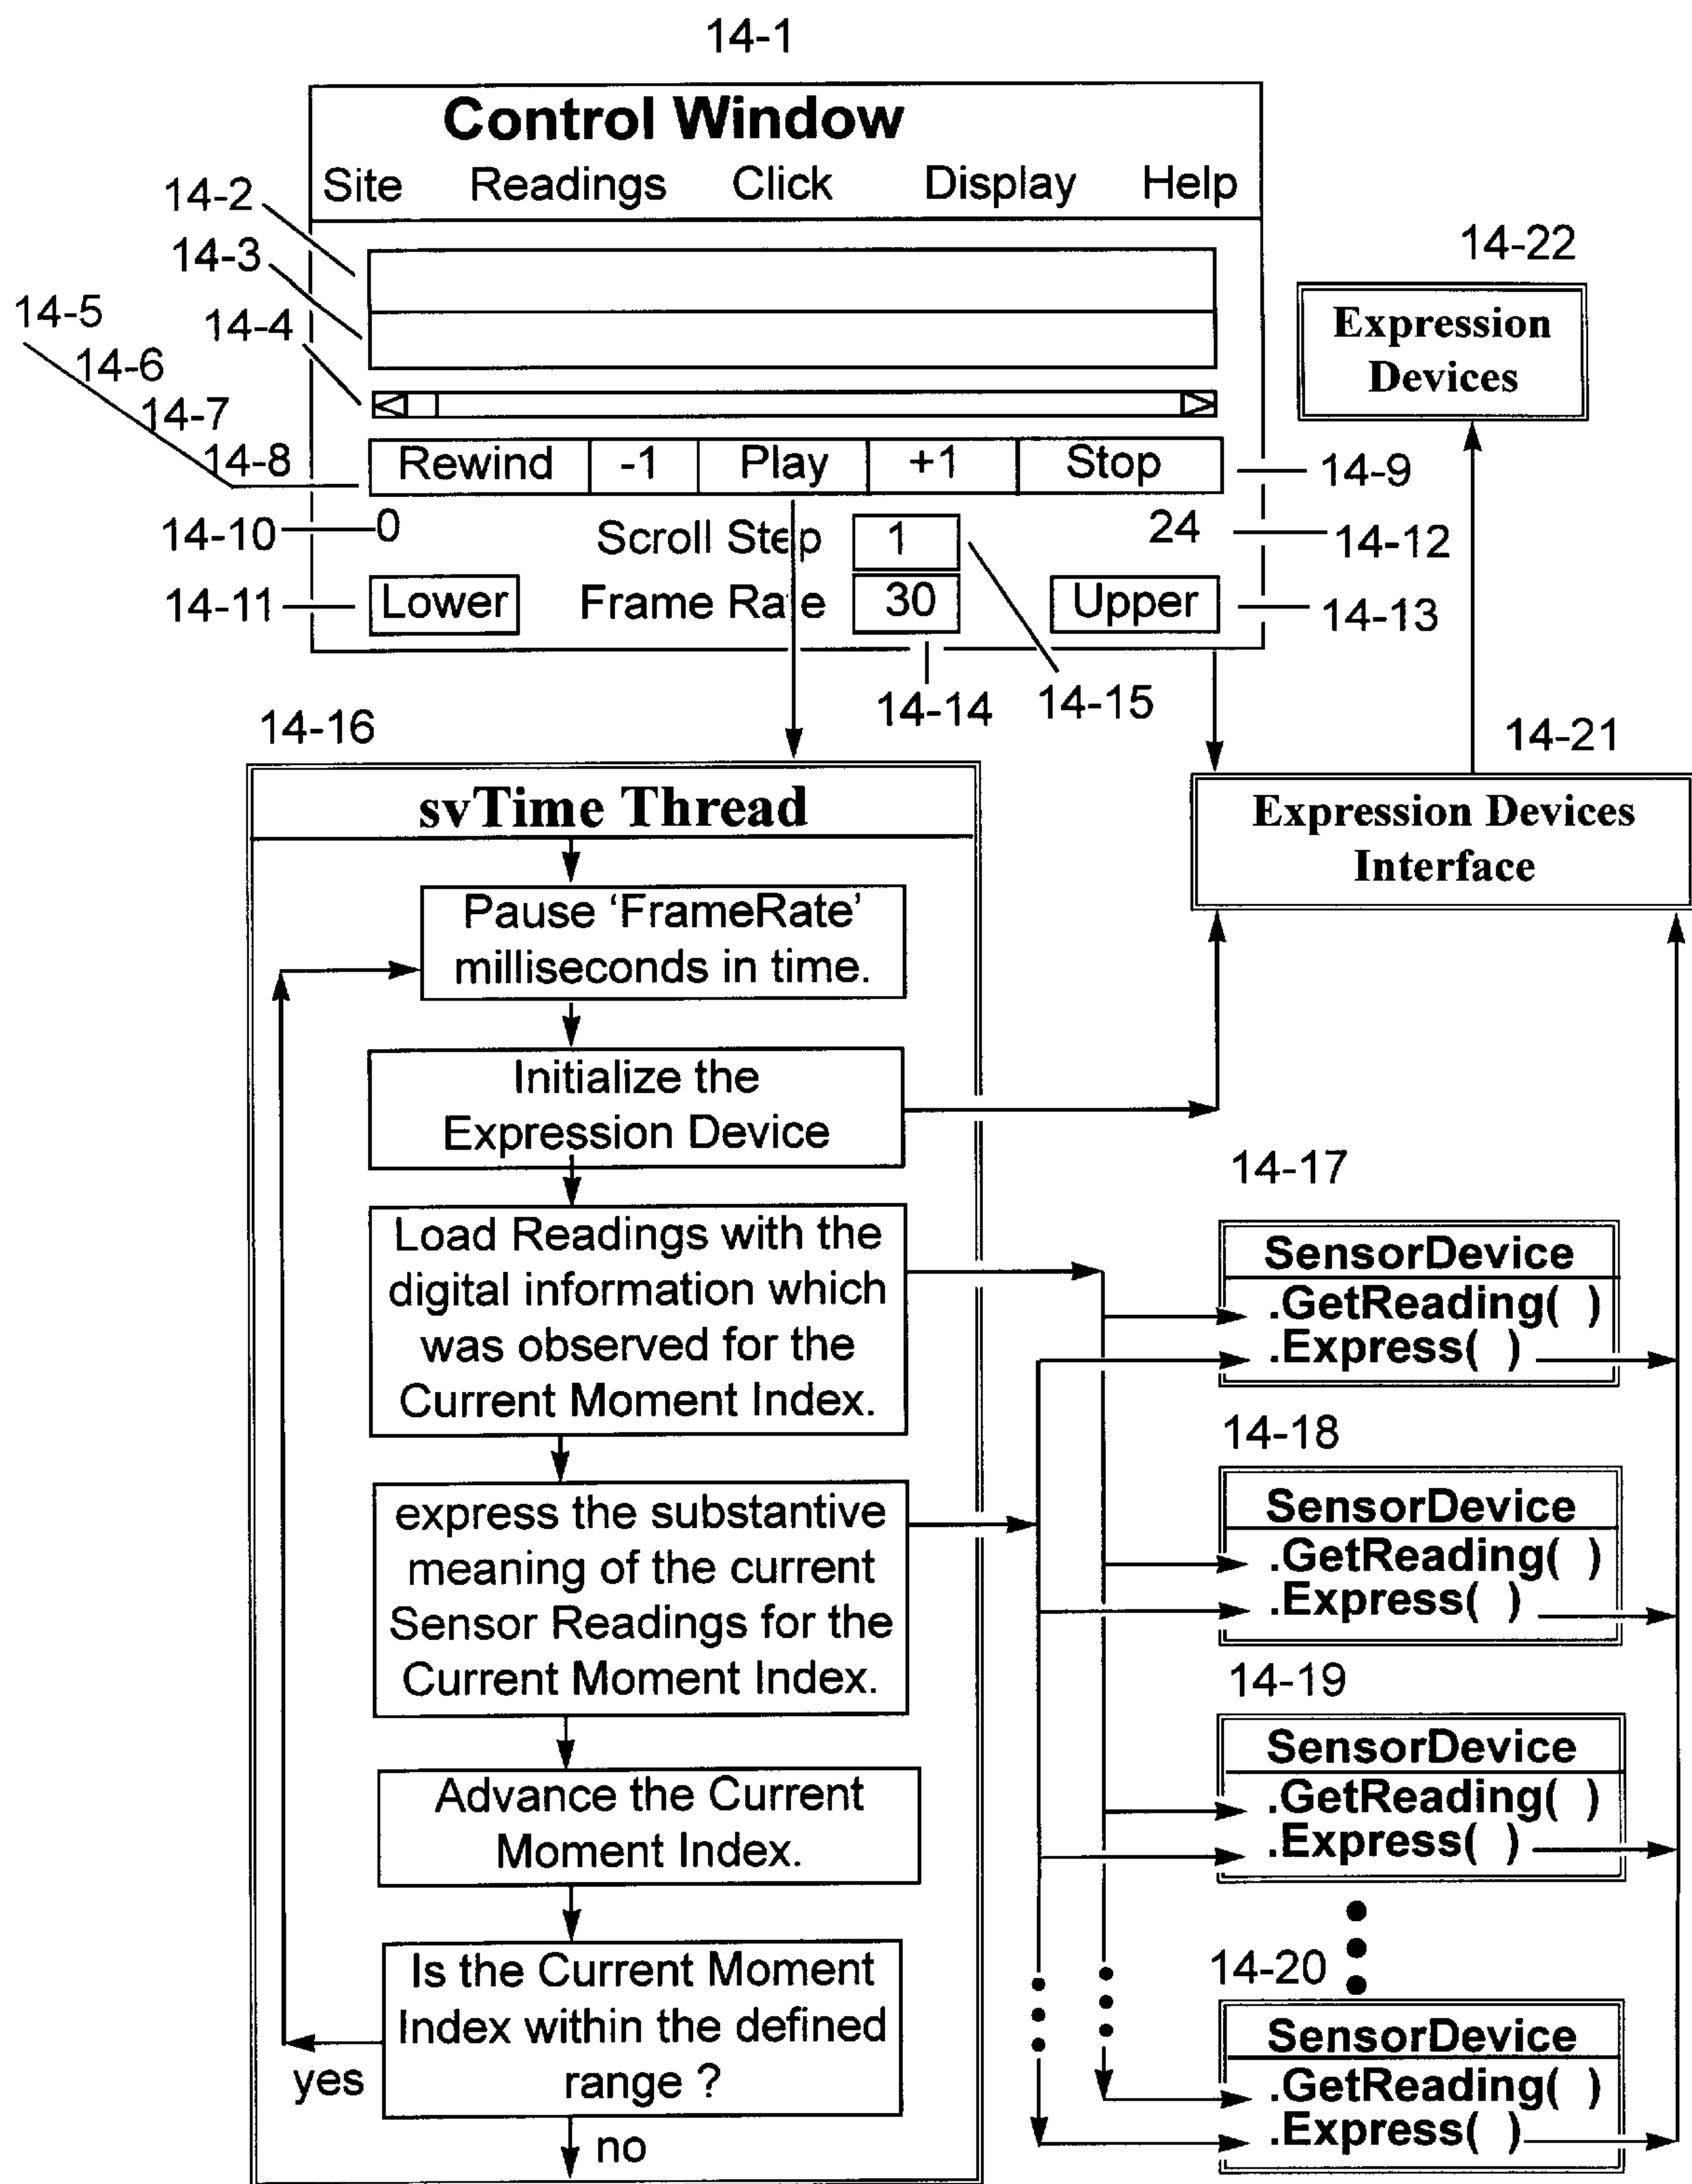 14-1
Control Window
Site Readings Click Display Help
14-2
14-3
14-4
14-5
14-6
14-7
14-8
Rewind -1 Play +1 Stop
14-9
14-10
0
Scroll Step 1
24
14-12
14-11
Lower
Frame Rate 30
Upper
14-13
14-14
14-15
14-22
Expression
Devices
14-21
Expression Devices
Interface
14-16
svTime Thread
Pause ‘FrameRate’
milliseconds in time.
Initialize the
Expression Device
Load Readings with the
digital information which
was observed for the
Current Moment Index.
express the substantive
meaning of the current
Sensor Readings for the
Current Moment Index.
Advance the Current
Moment Index.
Is the Current Moment
Index within the defined
range ?
yes
no
14-17
SensorDevice
.GetReading( )
.Express( )
14-18
SensorDevice
.GetReading( )
.Express( )
14-19
SensorDevice
.GetReading( )
.Express( )
14-20
SensorDevice
.GetReading( )
.Express( )